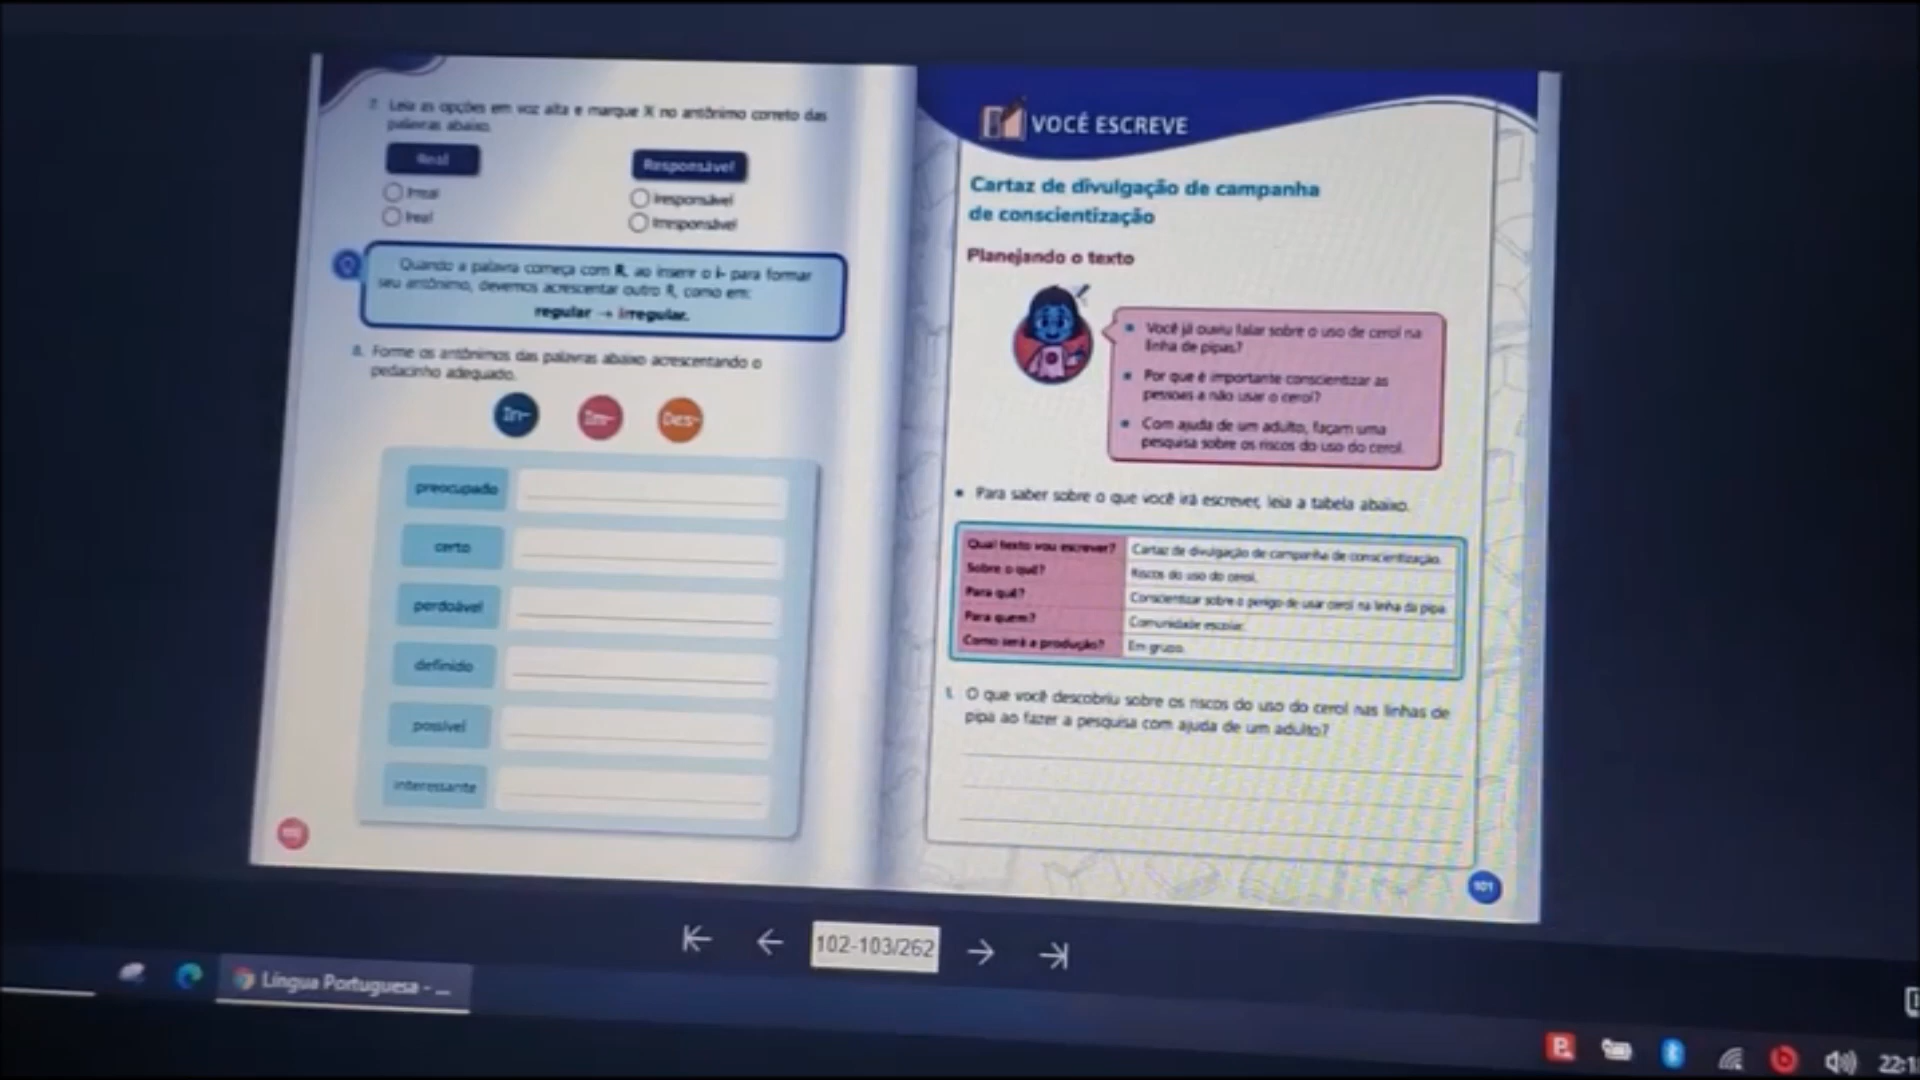 7. Leia as opções em voz alta e marque X no antônimo correto das
palavras abaixo.
Real
Irreal
Ireal
Responsável
Iresponsável
Irresponsável
Quando a palavra começa com R, ao inserir o i- para formar
seu antônimo, devemos acrescentar outro R, como em:
regular → irregular.
8. Forme os antônimos das palavras abaixo acrescentando o
pedacinho adequado.
In-
Im-
Des-
preocupado
certo
perdoável
definido
possível
interessante
VOCÊ ESCREVE
Cartaz de divulgação de campanha
de conscientização
Planejando o texto
Você já ouviu falar sobre o uso de cerol na
linha de pipas?
Por que é importante conscientizar as
pessoas a não usar o cerol?
Com ajuda de um adulto, façam uma
pesquisa sobre os riscos do uso do cerol.
Para saber sobre o que você irá escrever, leia a tabela abaixo.
Qual texto vou escrever? Cartaz de divulgação de campanha de conscientização.
Sobre o quê? Riscos do uso do cerol.
Para quê? Conscientizar sobre o perigo de usar cerol na linha da pipa.
Para quem? Comunidade escolar.
Como será a produção? Em grupo.
1. O que você descobriu sobre os riscos do uso do cerol nas linhas de
pipa ao fazer a pesquisa com ajuda de um adulto?
101
102-103/262
Língua Portuguesa - ...